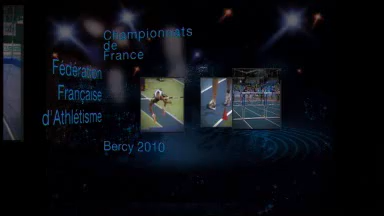 Championnats
de
France
Fédération
Française
d'Athlétisme
Bercy 2010